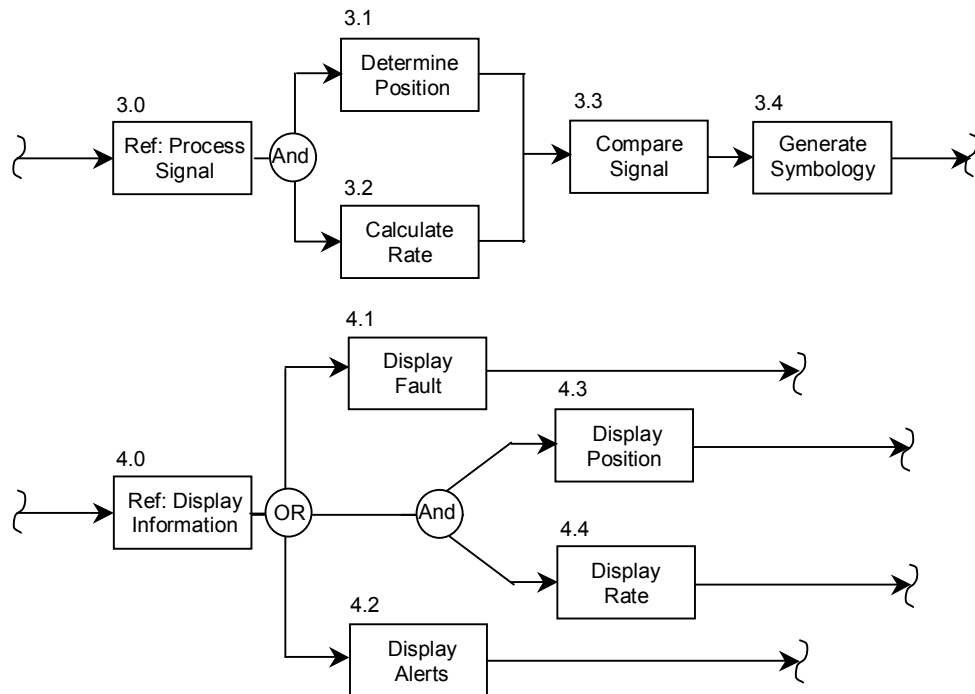 3.1
Determine
Position
3.0
Ref: Process
Signal
And
3.2
Calculate
Rate
3.3
Compare
Signal
3.4
Generate
Symbology
4.1
Display
Fault
4.0
Ref: Display
Information
OR
And
4.3
Display
Position
4.4
Display
Rate
4.2
Display
Alerts